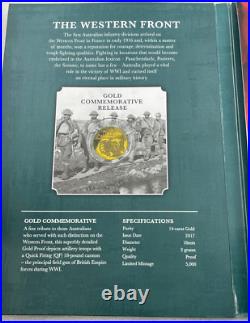 THE WESTERN FRONT
The first Australian infantry divisions arrived on
the Western Front in France in early 1916 and, within a matter
of months, won a reputation for courage, determination and
tough fighting qualities. Fighting in locations that would become
enshrined in the Australian lexicon - Passchendaele, Pozieres,
the Somme, to name but a few - Australia played a vital
role in the victory of WWI and earned itself
an eternal place in military history.
GOLD
COMMEMORATIVE
RELEASE
GOLD COMMEMORATIVE
A fine tribute to those Australians
who served with such distinction on the
Western Front, this superbly detailed
Gold Proof depicts artillery troops with
a Quick Firing (QF) 18-pound cannon
- the principal field gun of British Empire
forces during WWI.
SPECIFICATIONS
Purity 14-carat Gold
Issue Date 2017
Diameter
Weight 2 grams
Quality Proof
Limited Mintage 5,000